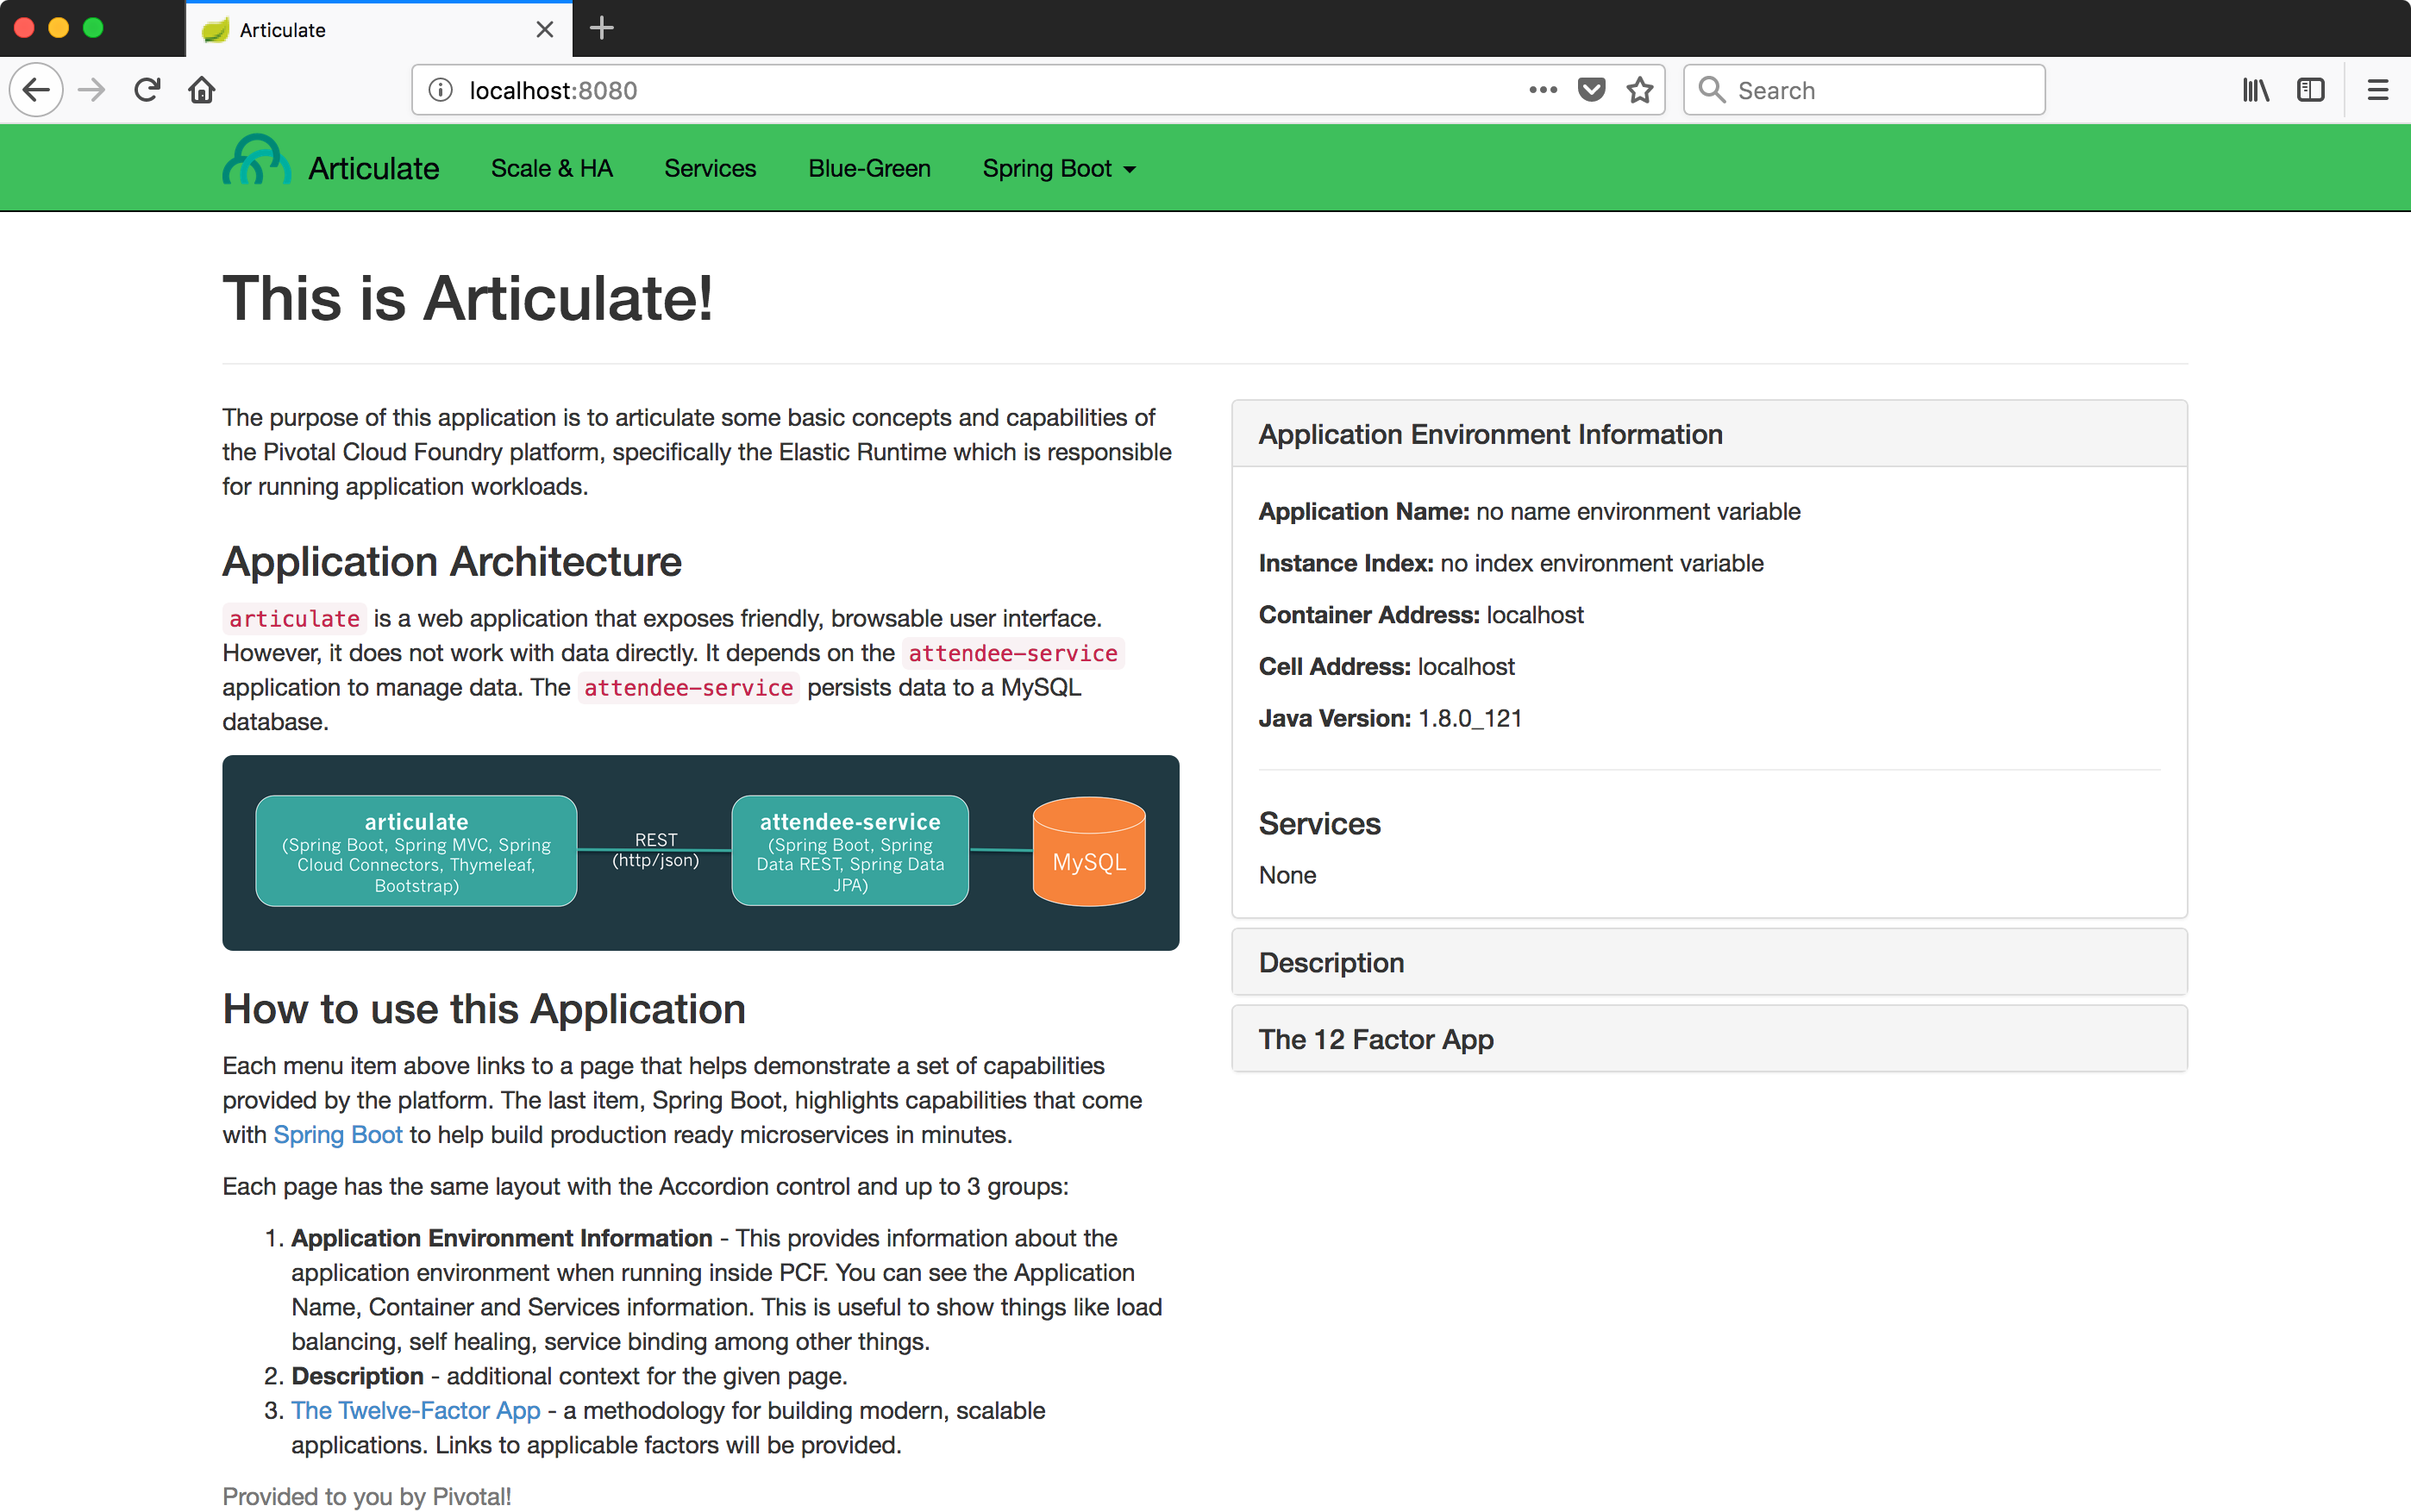 Articulate
localhost:8080
Search
Articulate
Scale & HA
Services
Blue-Green
Spring Boot
This is Articulate!
The purpose of this application is to articulate some basic concepts and capabilities of
the Pivotal Cloud Foundry platform, specifically the Elastic Runtime which is responsible
for running application workloads.
Application Architecture
articulate is a web application that exposes friendly, browsable user interface.
However, it does not work with data directly. It depends on the attendee-service
application to manage data. The attendee-service persists data to a MySQL
database.
articulate
(Spring Boot, Spring MVC, Spring
Cloud Connectors, Thymeleaf,
Bootstrap)
REST
(http/json)
attendee-service
(Spring Boot, Spring
Data REST, Spring Data
JPA)
MySQL
How to use this Application
Each menu item above links to a page that helps demonstrate a set of capabilities
provided by the platform. The last item, Spring Boot, highlights capabilities that come
with Spring Boot to help build production ready microservices in minutes.
Each page has the same layout with the Accordion control and up to 3 groups:
1. Application Environment Information - This provides information about the
application environment when running inside PCF. You can see the Application
Name, Container and Services information. This is useful to show things like load
balancing, self healing, service binding among other things.
2. Description - additional context for the given page.
3. The Twelve-Factor App - a methodology for building modern, scalable
applications. Links to applicable factors will be provided.
Provided to you by Pivotal!
Application Environment Information
Application Name: no name environment variable
Instance Index: no index environment variable
Container Address: localhost
Cell Address: localhost
Java Version: 1.8.0_121
Services
None
Description
The 12 Factor App